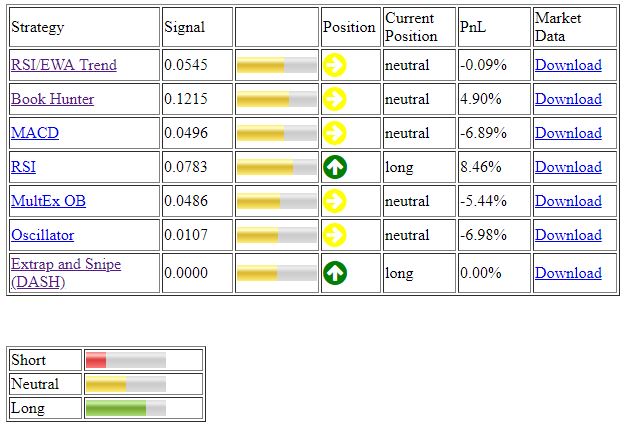 Strategy Signal Position Current Position PnL Market Data
RSI/EWA Trend 0.0545 neutral -0.09% Download
Book Hunter 0.1215 neutral 4.90% Download
MACD 0.0496 neutral -6.89% Download
RSI 0.0783 long 8.46% Download
MultEx OB 0.0486 neutral -5.44% Download
Oscillator 0.0107 neutral -6.98% Download
Extrap and Snipe (DASH) 0.0000 long 0.00% Download
Short
Neutral
Long